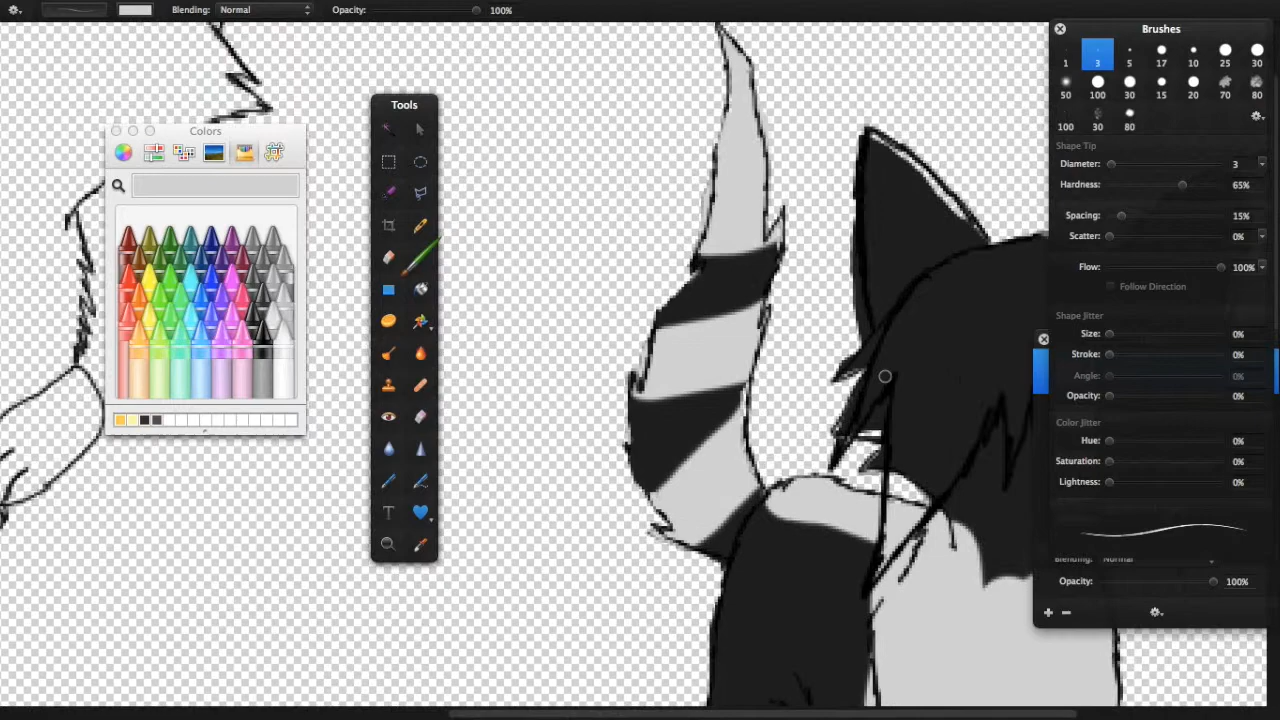 Blending: Normal Opacity: 100%
Brushes
1 3 5 17 10 25 30
50 100 30 15 20 70 80
100 30 80
Shape Tip
Diameter: 3
Hardness: 65%
Spacing: 15%
Scatter: 0%
Flow: 100%
Follow Direction
Shape Jitter
Size: 0%
Stroke: 0%
Angle: 0%
Opacity: 0%
Color Jitter
Hue: 0%
Saturation: 0%
Lightness: 0%
Blending: Normal
Opacity: 100%
Tools
T
Colors